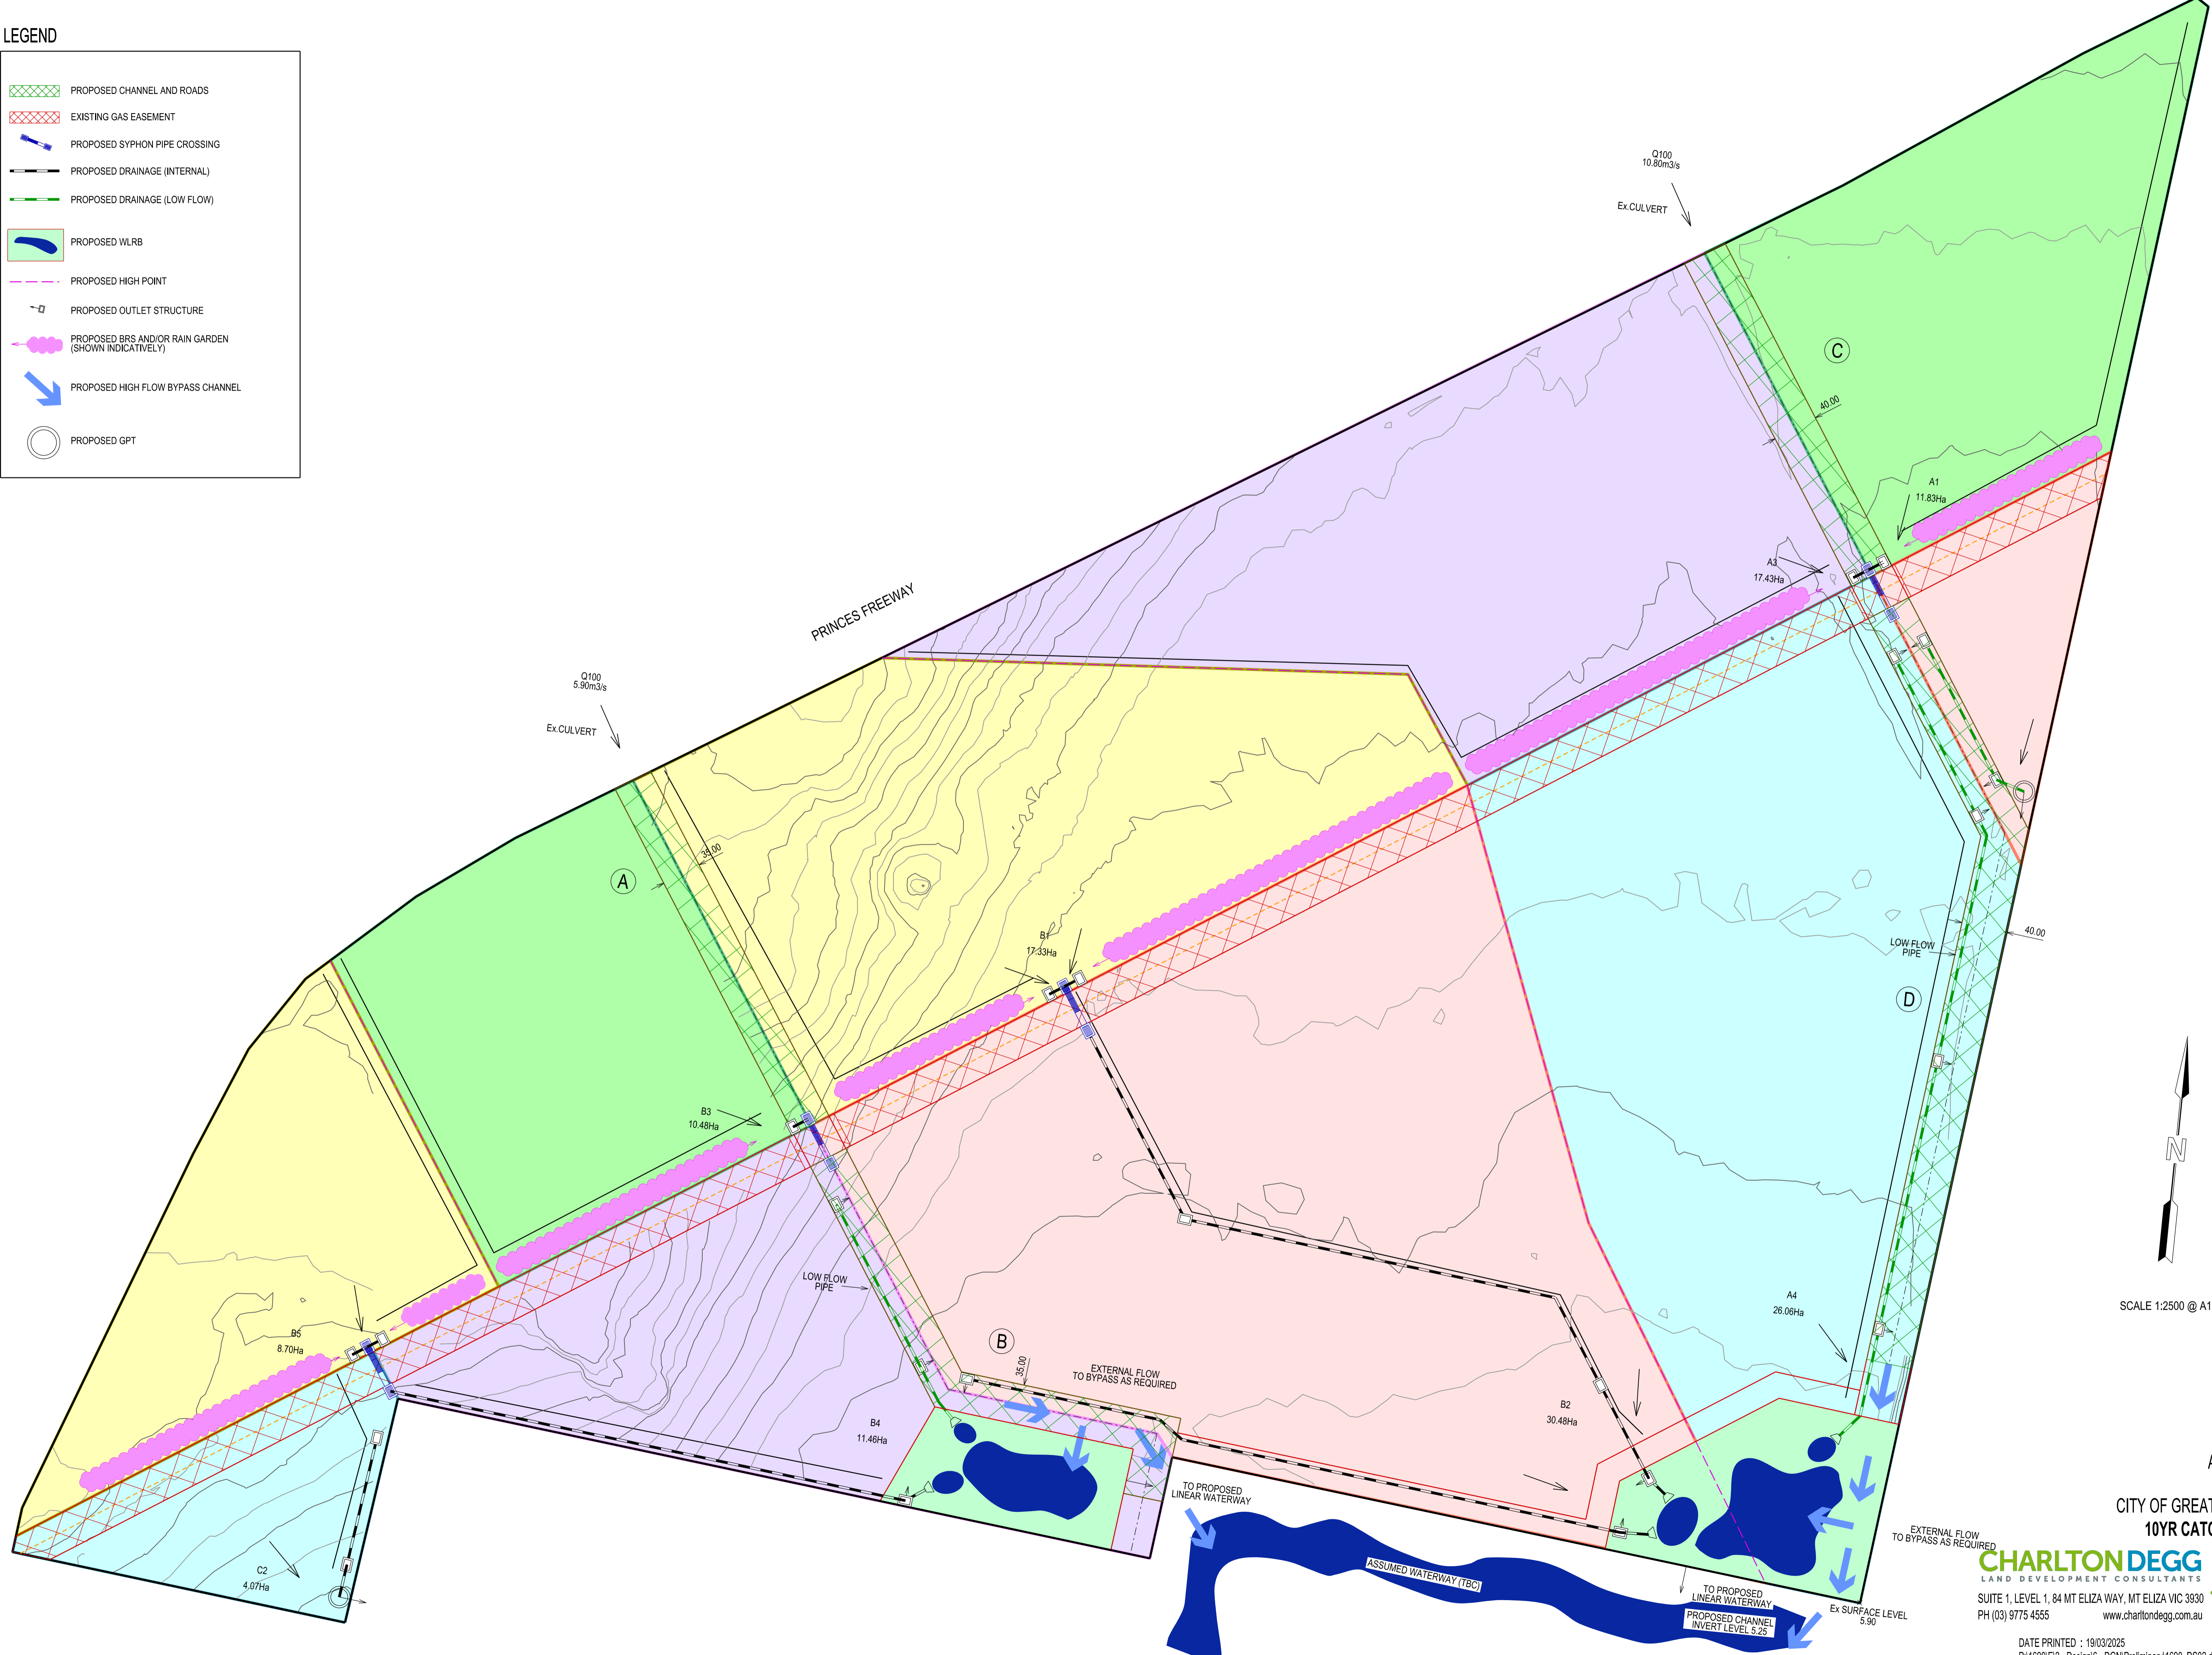 LEGEND
PROPOSED CHANNEL AND ROADS
EXISTING GAS EASEMENT
PROPOSED SYPHON PIPE CROSSING
PROPOSED DRAINAGE (INTERNAL)
PROPOSED DRAINAGE (LOW FLOW)
PROPOSED WLRB
PROPOSED HIGH POINT
PROPOSED OUTLET STRUCTURE
PROPOSED BRS AND/OR RAIN GARDEN
(SHOWN INDICATIVELY)
PROPOSED HIGH FLOW BYPASS CHANNEL
PROPOSED GPT
Q100
10.80m3/s
Ex.CULVERT
C
40.00
A1
11.83Ha
A3
17.43Ha
PRINCES FREEWAY
Q100
5.90m3/s
Ex.CULVERT
A
35.00
B1
17.33Ha
40.00
LOW FLOW
PIPE
D
B3
10.48Ha
LOW FLOW
PIPE
B5
8.70Ha
B
35.00
EXTERNAL FLOW
TO BYPASS AS REQUIRED
A4
26.06Ha
B4
11.46Ha
B2
30.48Ha
C2
4.07Ha
TO PROPOSED
LINEAR WATERWAY
ASSUMED WATERWAY (TBC)
TO PROPOSED
LINEAR WATERWAY
PROPOSED CHANNEL
INVERT LEVEL 5.25
Ex SURFACE LEVEL
5.90
EXTERNAL FLOW
TO BYPASS AS REQUIRED
N
SCALE 1:2500 @ A1
CITY OF GREAT
10YR CATC
CHARLTON DEGG
LAND DEVELOPMENT CONSULTANTS
SUITE 1, LEVEL 1, 84 MT ELIZA WAY, MT ELIZA VIC 3930
PH (03) 9775 4555 www.charltondegg.com.au
DATE PRINTED : 19/03/2025